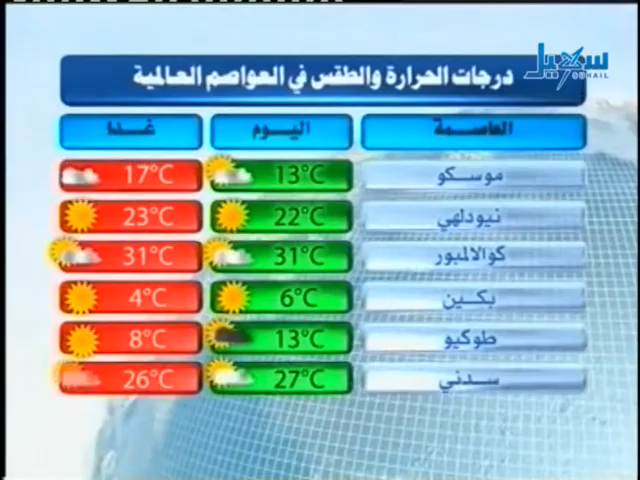 سهيل
SUHAIL
درجات الحرارة والطقس في العواصم العالمية
العاصمة اليوم غدا
موسكو 13°C 17°C
نيودلهي 22°C 23°C
كوالالمبور 31°C 31°C
بكين 6°C 4°C
طوكيو 13°C 8°C
سدني 27°C 26°C